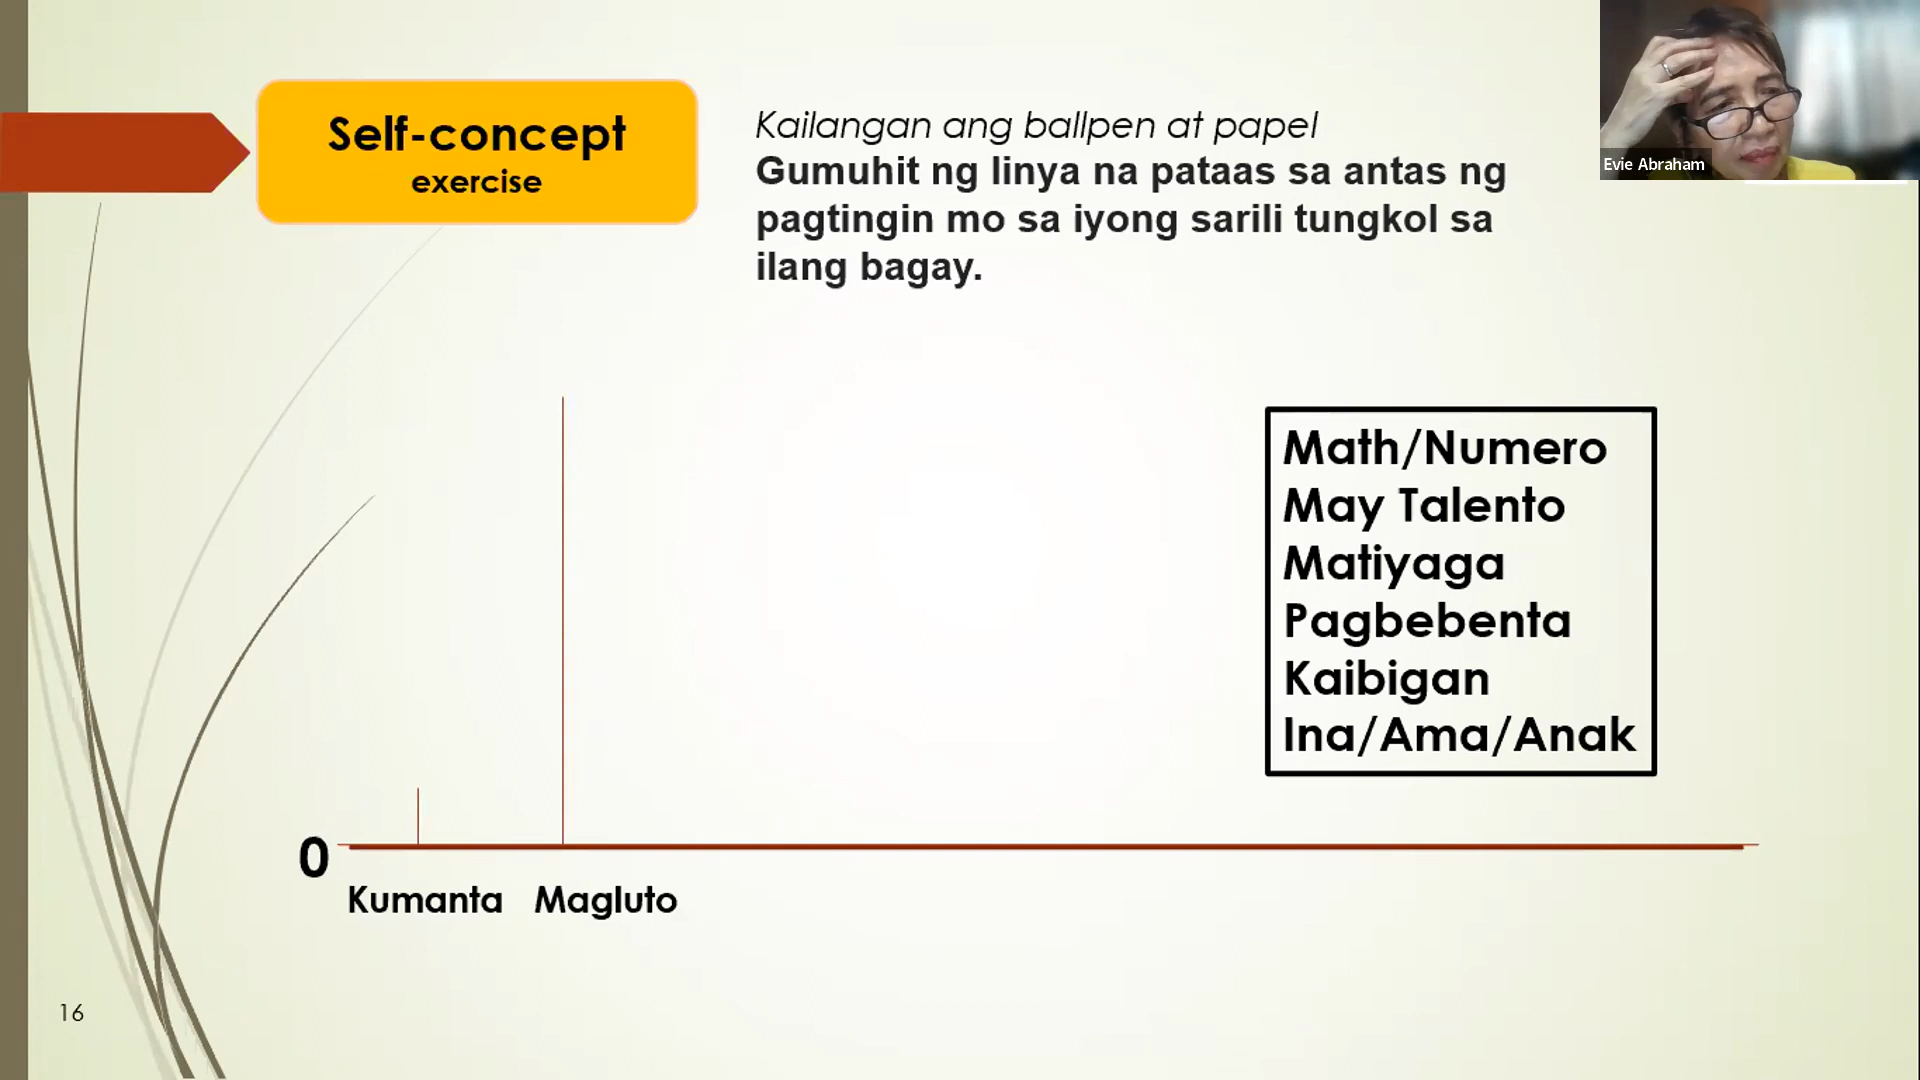 Self-concept
exercise
Kailangan ang ballpen at papel
Gumuhit ng linya na pataas sa antas ng
pagtingin mo sa iyong sarili tungkol sa
ilang bagay.
Evie Abraham
Math/Numero
May Talento
Matiyaga
Pagbebenta
Kaibigan
Ina/Ama/Anak
0
Kumanta Magluto
16